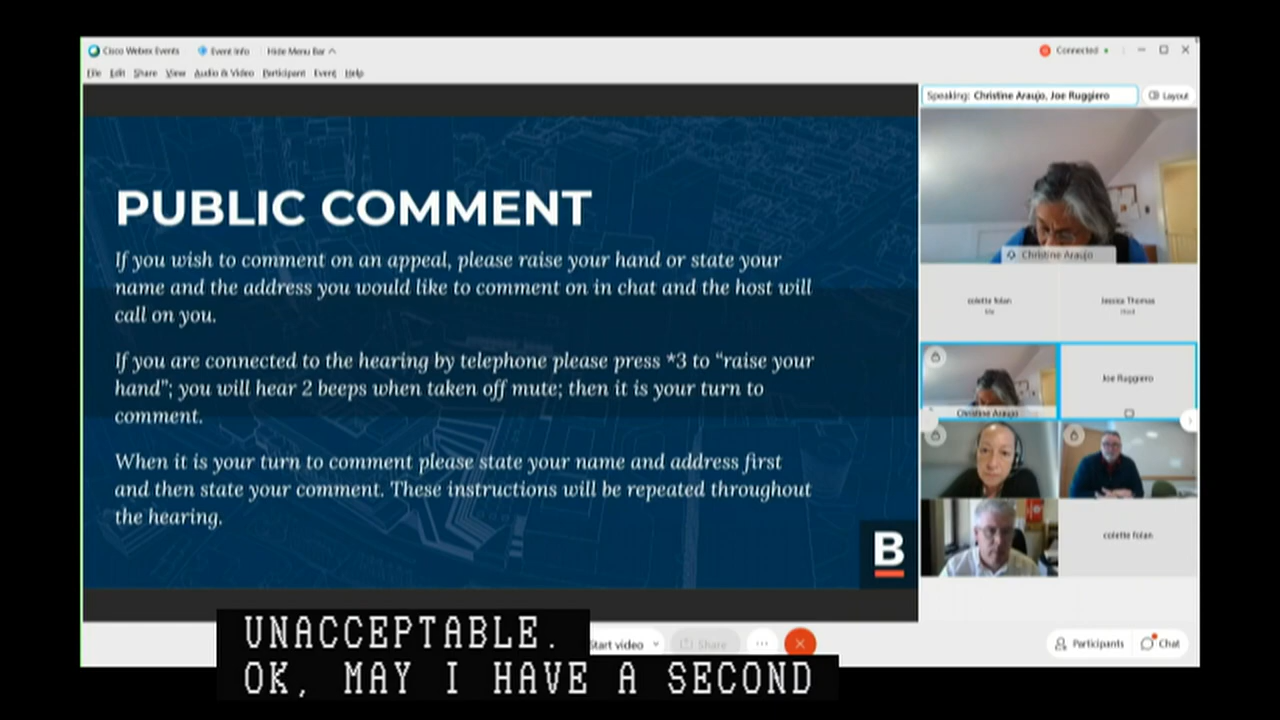 Cisco Webex Events Event Info Hide Menu Bar Connected
File Edit Share View Audio & Video Participant Event Help
Speaking: Christine Araujo, Joe Ruggiero Layout
PUBLIC COMMENT
If you wish to comment on an appeal, please raise your hand or state your
name and the address you would like to comment on in chat and the host will
call on you.
If you are connected to the hearing by telephone please press *3 to “raise your
hand”; you will hear 2 beeps when taken off mute; then it is your turn to
comment.
When it is your turn to comment please state your name and address first
and then state your comment. These instructions will be repeated throughout
the hearing.
B
Christine Araujo
colette folan
Me
Jessica Thomas
Host
Christine Araujo
Joe Ruggiero
colette folan
Start video Share
Participants Chat
UNACCEPTABLE.
OK, MAY I HAVE A SECOND